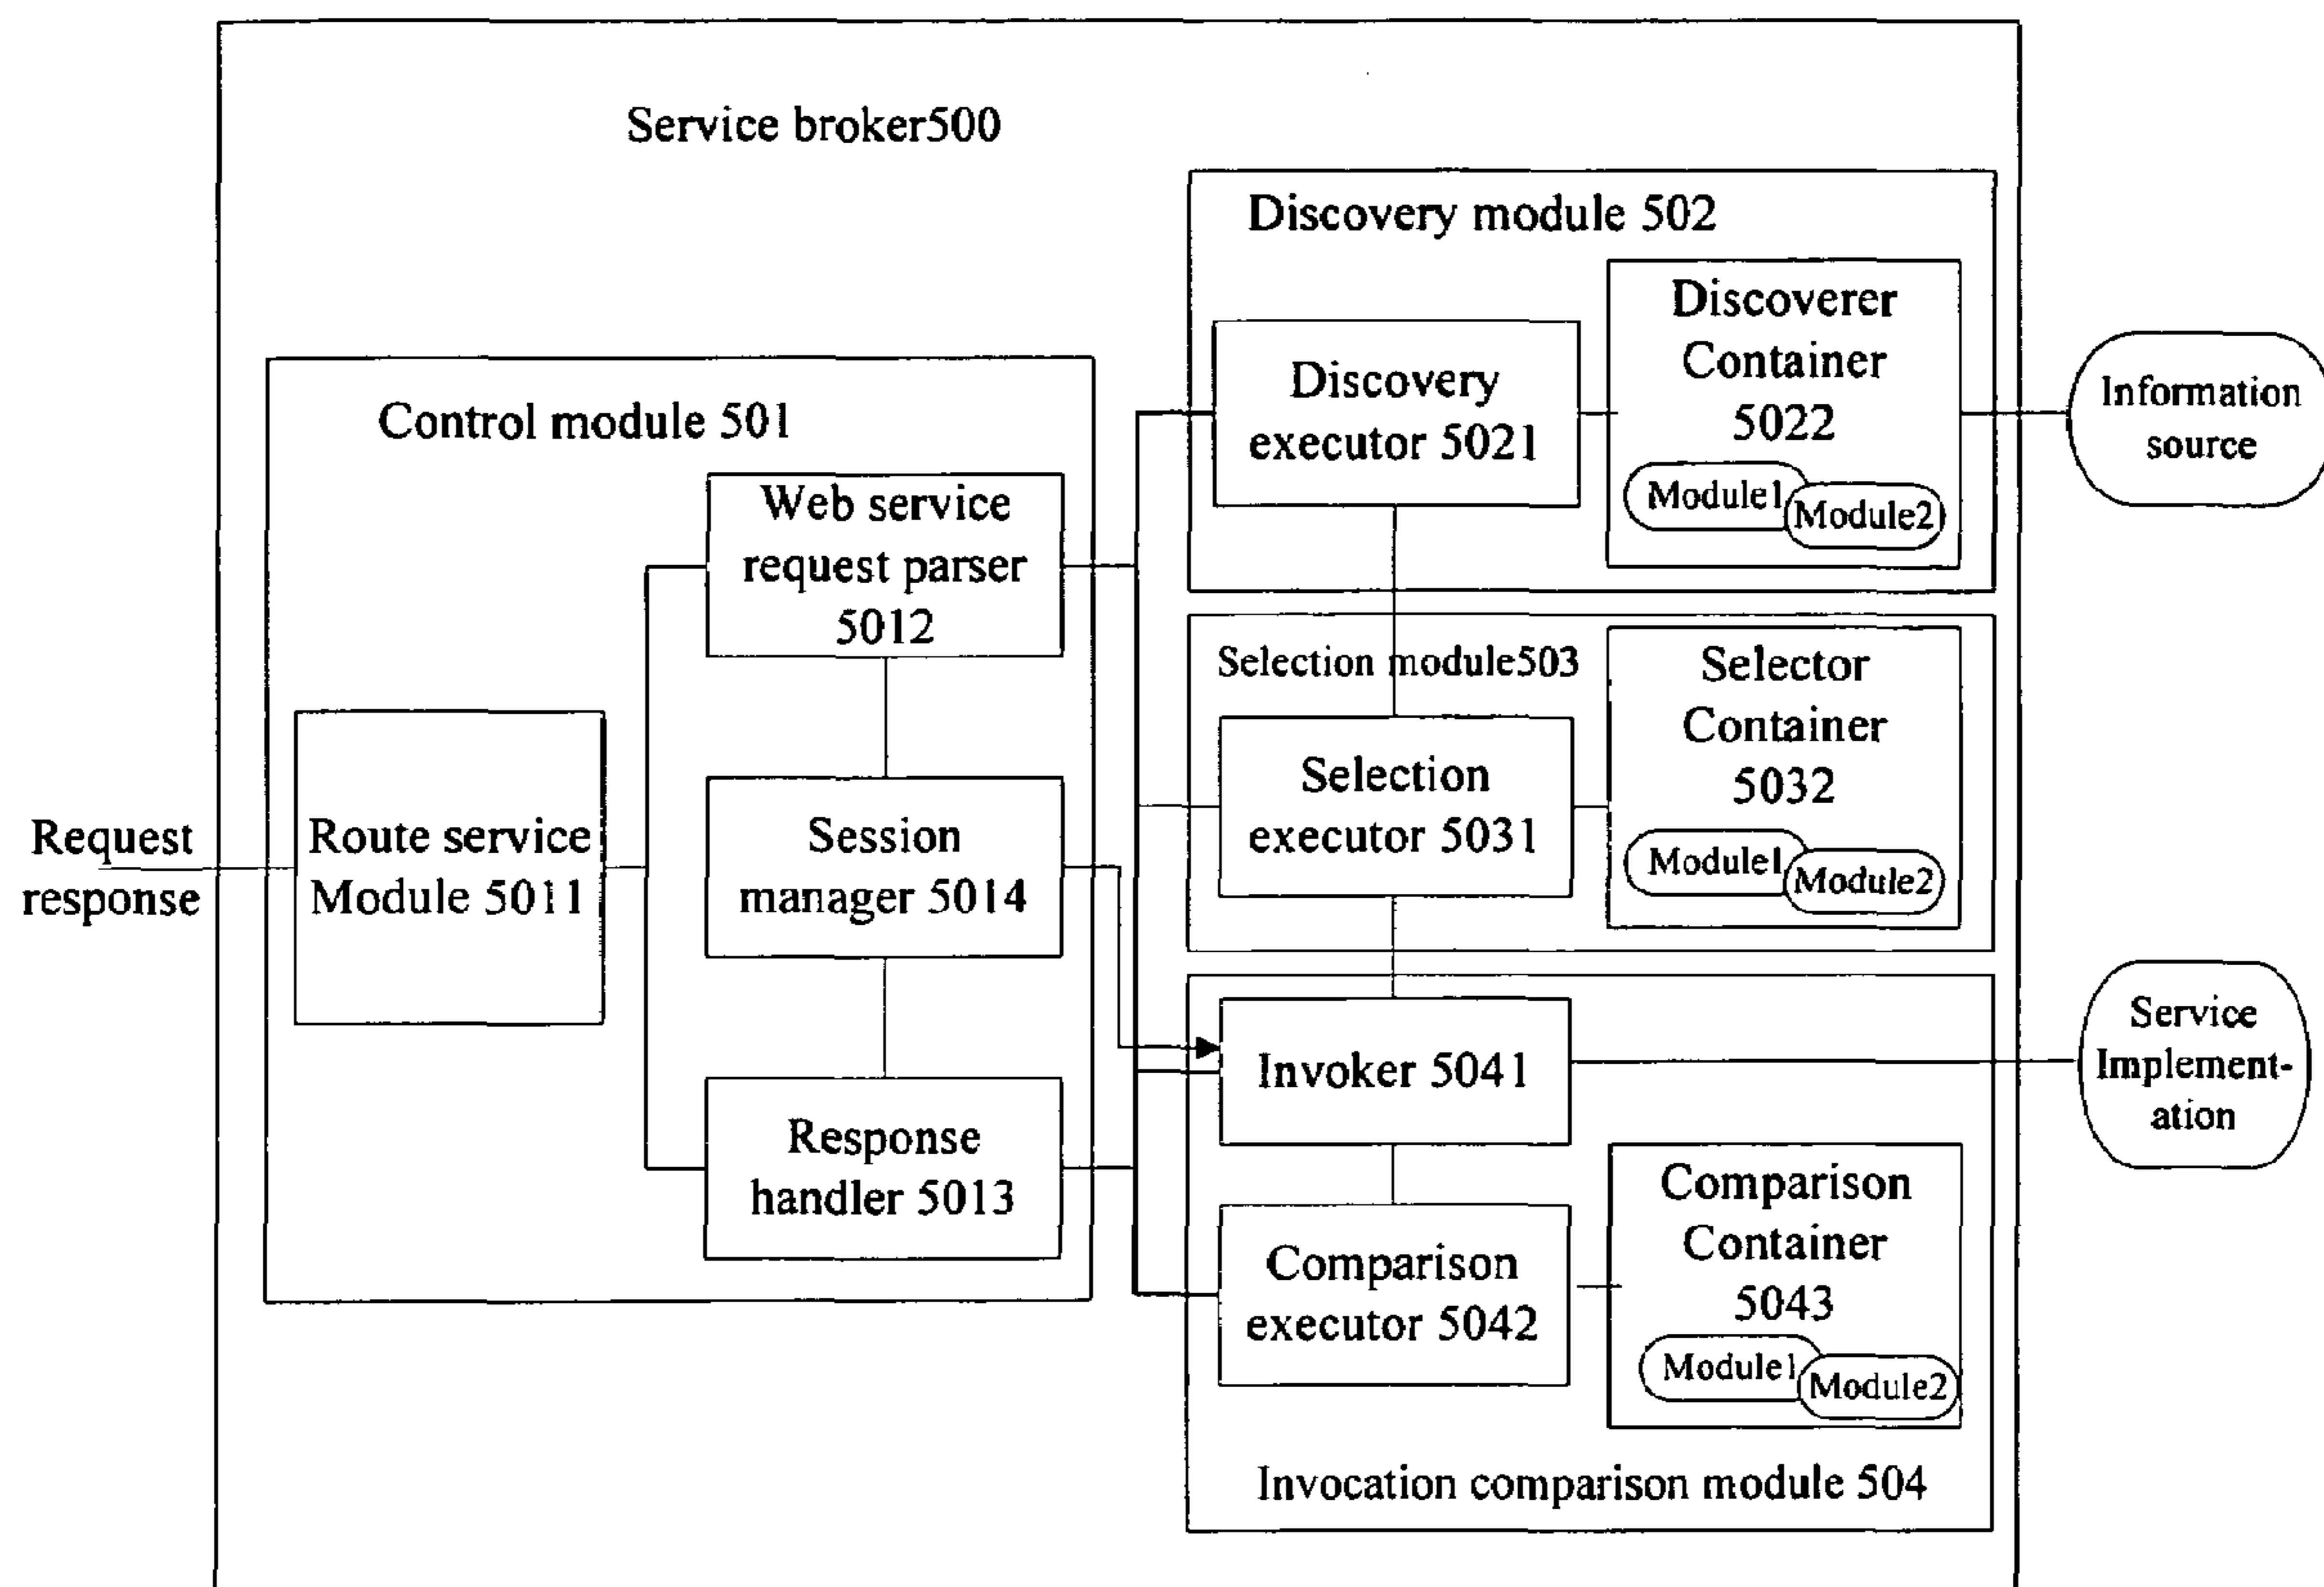 Service broker500
Discovery module 502
Discoverer
Container
5022
Module1
Module2
Discovery
executor 5021
Information
source
Control module 501
Web service
request parser
5012
Selection module503
Selector
Container
5032
Module1
Module2
Selection
executor 5031
Request
response
Route service
Module 5011
Session
manager 5014
Service
Implement-
ation
Invoker 5041
Response
handler 5013
Comparison
executor 5042
Comparison
Container
5043
Module1
Module2
Invocation comparison module 504